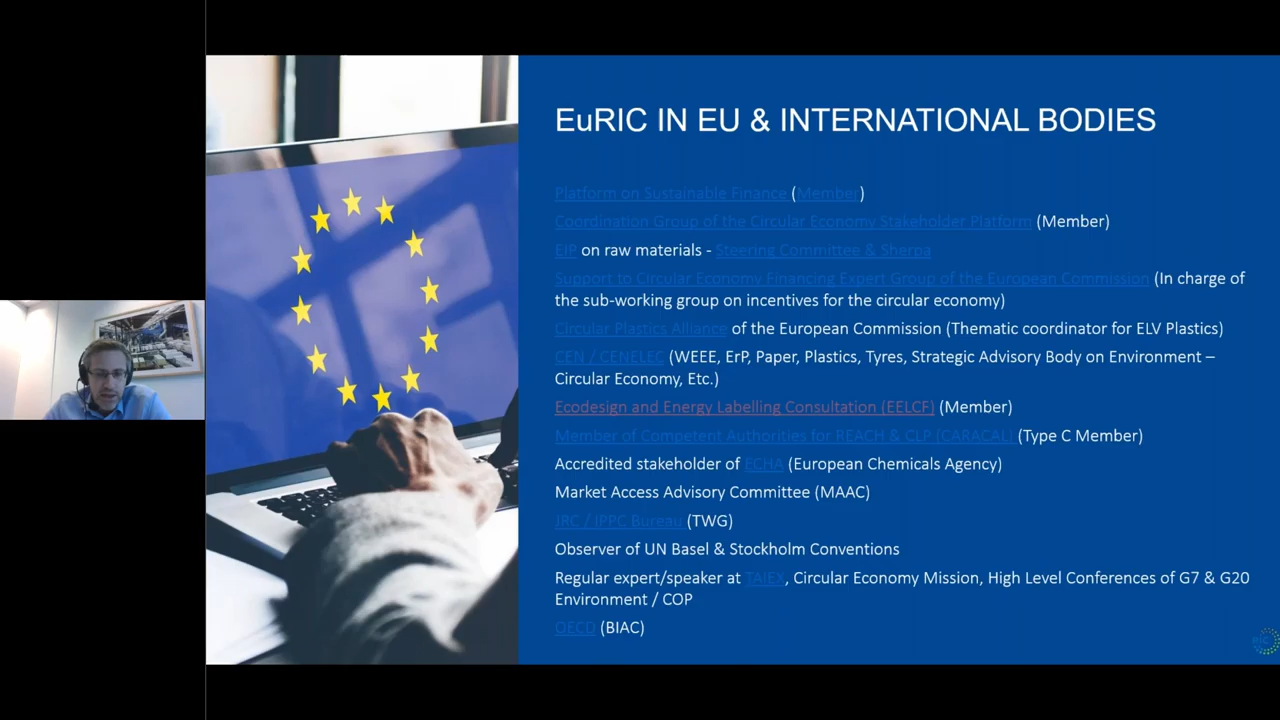 EuRIC IN EU & INTERNATIONAL BODIES
Platform on Sustainable Finance (Member)
Coordination Group of the Circular Economy Stakeholder Platform (Member)
EIP on raw materials - Steering Committee & Sherpa
Support to Circular Economy Financing Expert Group of the European Commission (In charge of
the sub-working group on incentives for the circular economy)
Circular Plastics Alliance of the European Commission (Thematic coordinator for ELV Plastics)
CEN / CENELEC (WEEE, ErP, Paper, Plastics, Tyres, Strategic Advisory Body on Environment –
Circular Economy, Etc.)
Ecodesign and Energy Labelling Consultation (EELCF) (Member)
Member of Competent Authorities for REACH & CLP (CARACAL) (Type C Member)
Accredited stakeholder of ECHA (European Chemicals Agency)
Market Access Advisory Committee (MAAC)
JRC / IPPC Bureau (TWG)
Observer of UN Basel & Stockholm Conventions
Regular expert/speaker at TAIEX, Circular Economy Mission, High Level Conferences of G7 & G20
Environment / COP
OECD (BIAC)